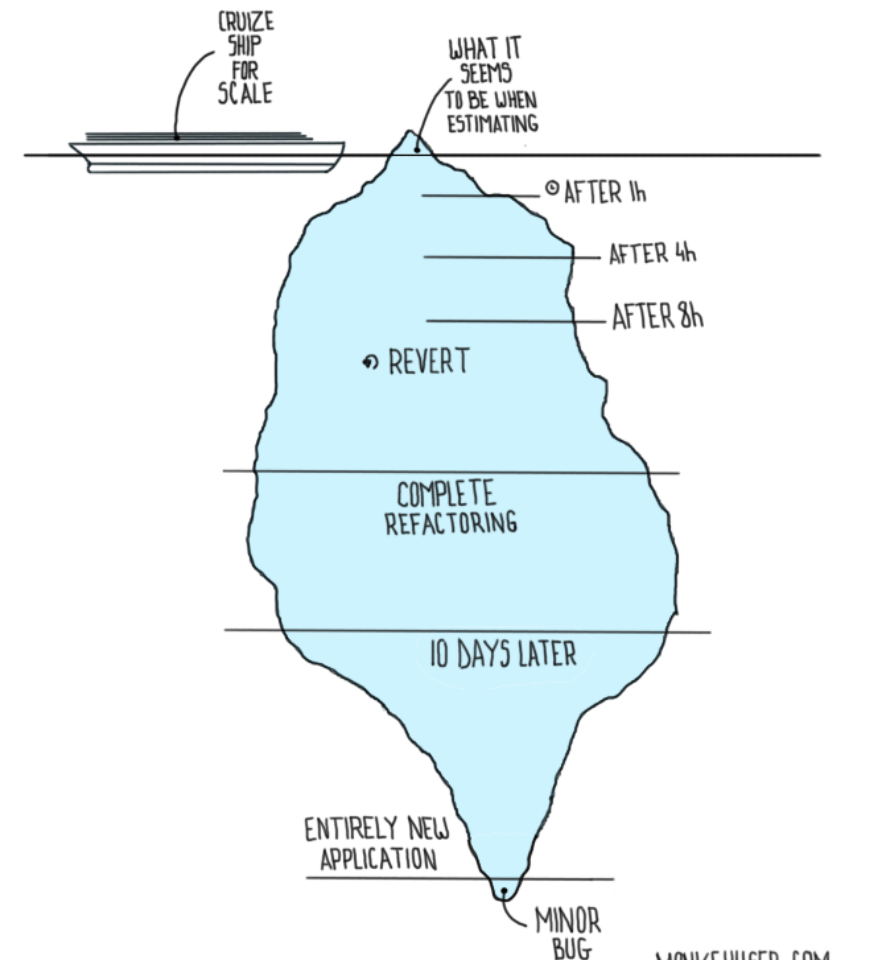 CRUIZE
SHIP
FOR
SCALE
WHAT IT
SEEMS
TO BE WHEN
ESTIMATING
AFTER 1h
AFTER 4h
AFTER 8h
REVERT
COMPLETE
REFACTORING
10 DAYS LATER
ENTIRELY NEW
APPLICATION
MINOR
BUG